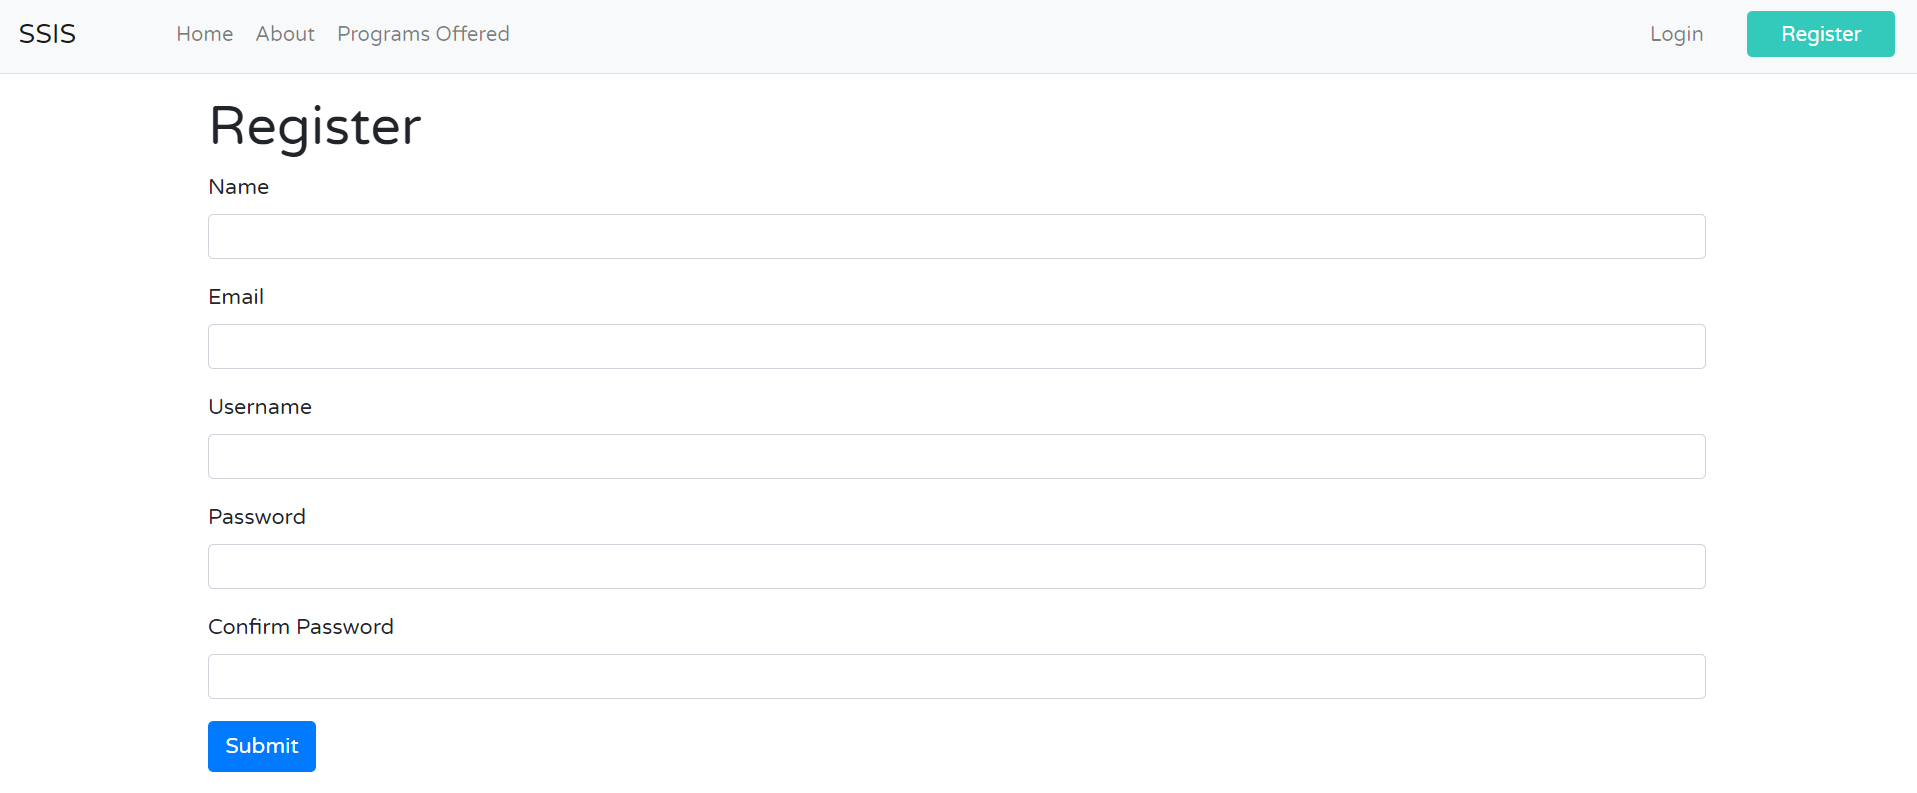 SSIS Home About Programs Offered Login Register
Register
Name
Email
Username
Password
Confirm Password
Submit